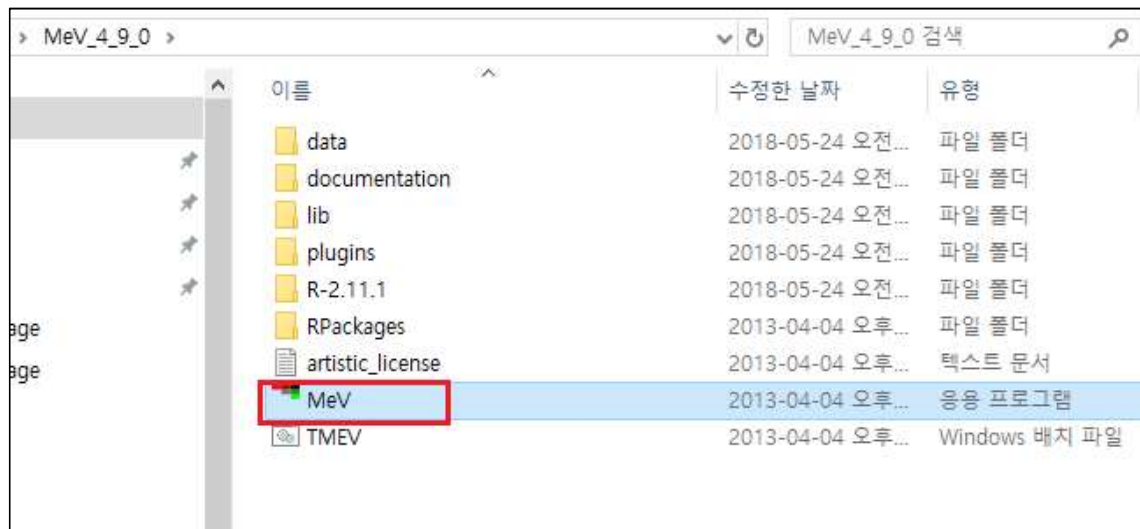 › MeV_4_9_0 ›
MeV_4_9_0 검색
이름 수정한 날짜 유형
data 2018-05-24 오전... 파일 폴더
documentation 2018-05-24 오전... 파일 폴더
lib 2018-05-24 오전... 파일 폴더
plugins 2018-05-24 오전... 파일 폴더
R-2.11.1 2018-05-24 오전... 파일 폴더
RPackages 2013-04-04 오후... 파일 폴더
age
artistic_license 2013-04-04 오후... 텍스트 문서
age
MeV 2013-04-04 오후... 응용 프로그램
TMEV 2013-04-04 오후... Windows 배치 파일